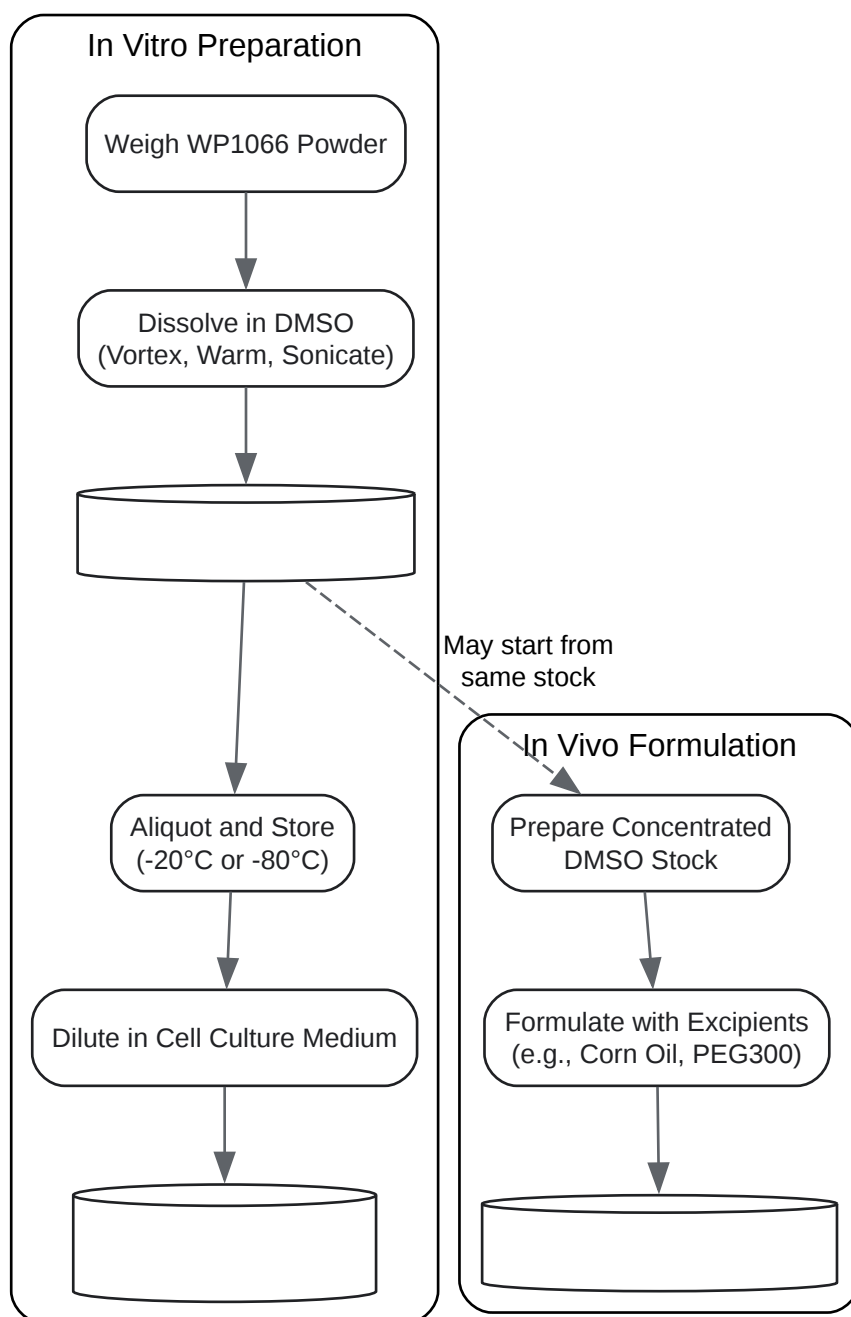 In Vitro Preparation
Weigh WP1066 Powder
Dissolve in DMSO
(Vortex, Warm, Sonicate)
May start from
same stock
In Vivo Formulation
Aliquot and Store
(-20°C or -80°C)
Prepare Concentrated
DMSO Stock
Dilute in Cell Culture Medium
Formulate with Excipients
(e.g., Corn Oil, PEG300)